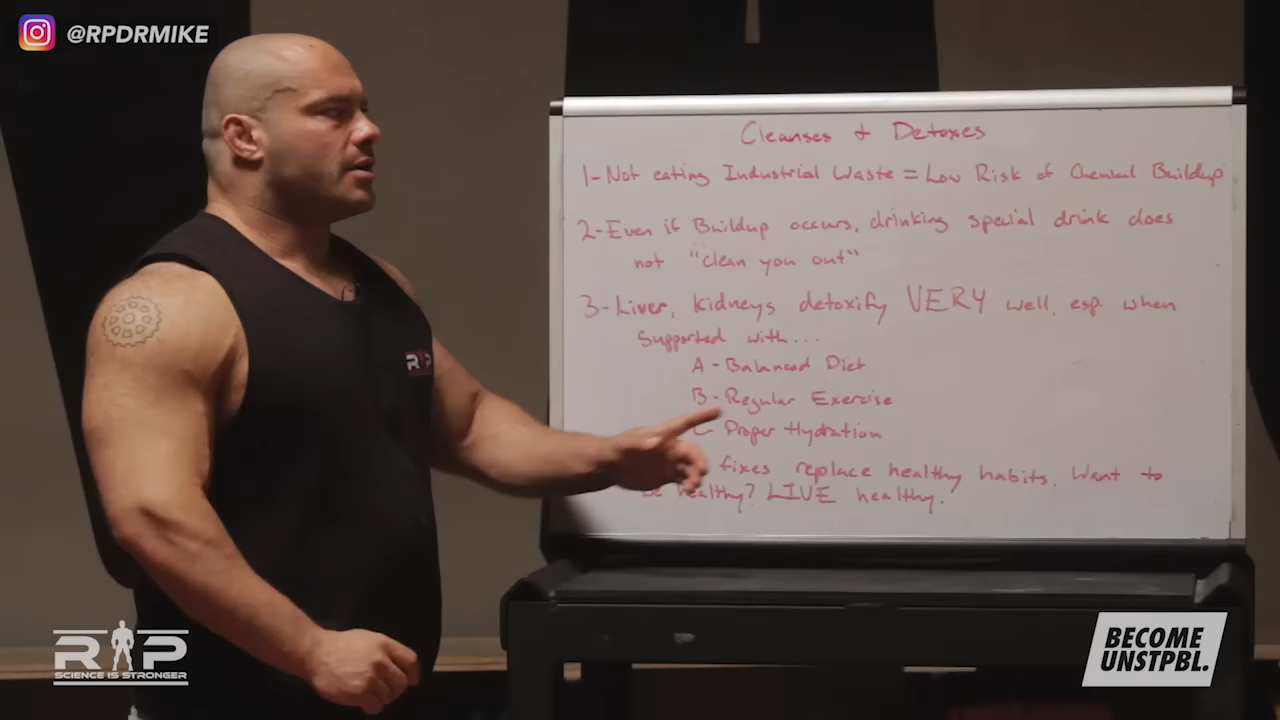 @RPDRMIKE
Cleanses + Detoxes
1-Not eating Industrial Waste = Low Risk of Chemical Buildup
2-Even if Buildup occurs, drinking special drink does
not "clean you out"
3-Liver, kidneys detoxify VERY well, esp. when
Supported with...
A-Balanced Diet
B-Regular Exercise
C- Proper Hydration
fixes replace healthy habits. Want to
be healthy? LIVE healthy.
RP
RP
SCIENCE IS STRONGER
BECOME
UNSTPBL.